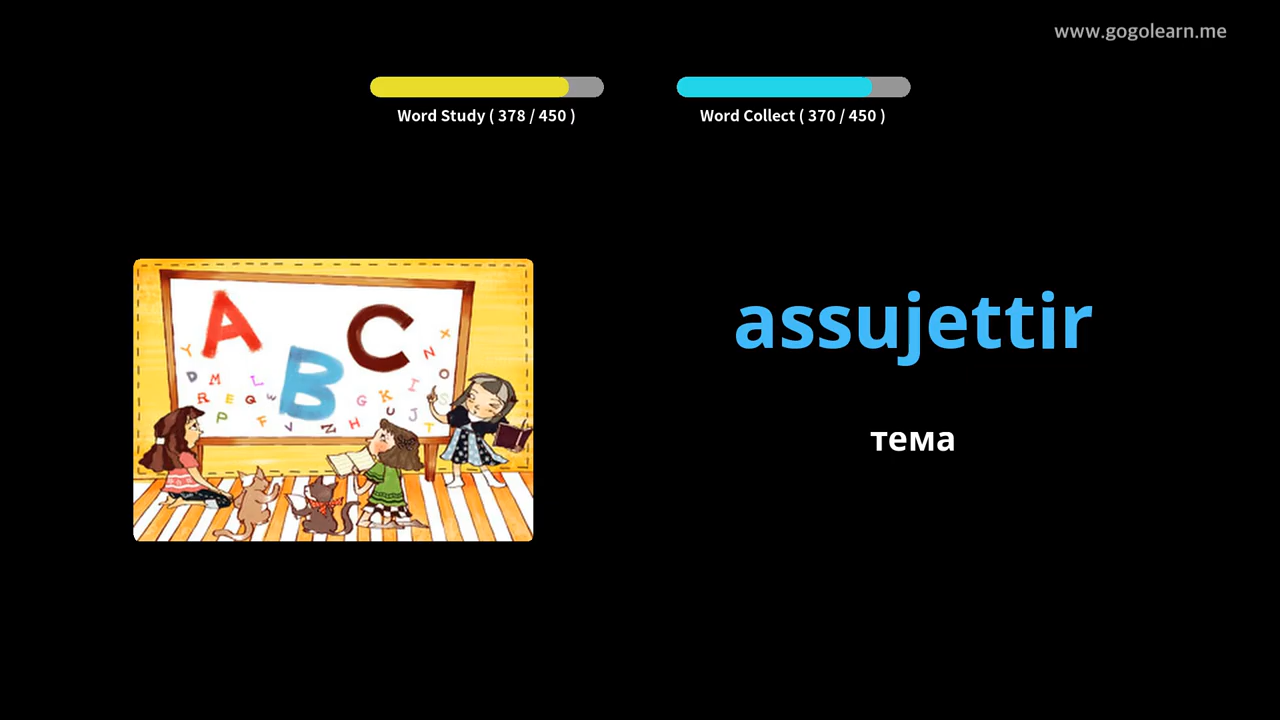 www.gogolearn.me
Word Study ( 378 / 450 )
Word Collect ( 370 / 450 )
assujettir
тема
A
B
C
X
Y
N
D
M
L
O
R
E
Q
W
G
K
I
S
P
F
V
Z
H
U
J
T